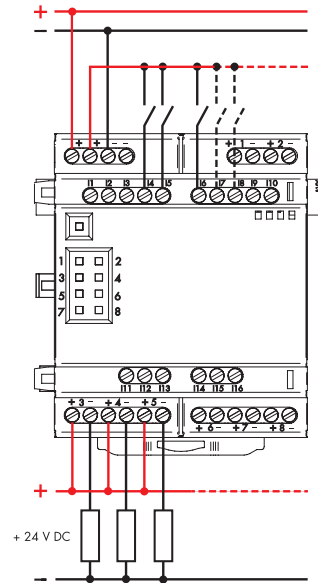 +
−
+ + − −
+ 1 − + 2 −
I1 I2 I3 I4 I5 I6 I7 I8 I9 I10
1 2
3 4
5 6
7 8
I11 I12 I13 I14 I15 I16
+ 3 − + 4 − + 5 −
+ 6 − + 7 − + 8 −
+
+ 24 V DC
−